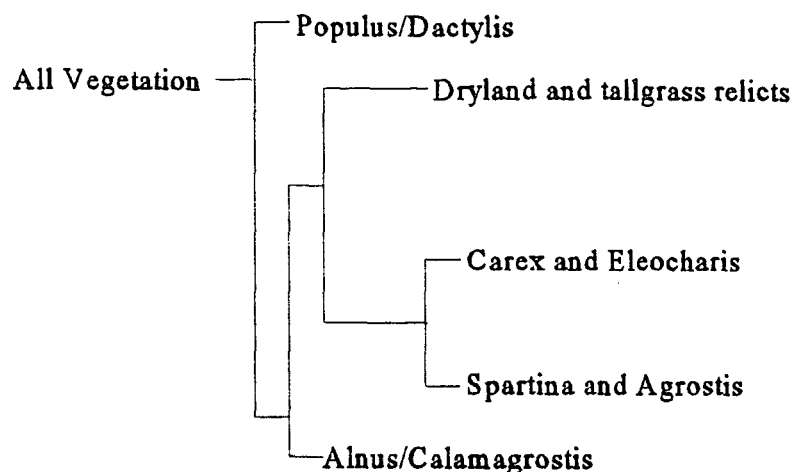 Populus/Dactylis
All Vegetation
Dryland and tallgrass relicts
Carex and Eleocharis
Spartina and Agrostis
Alnus/Calamagrostis